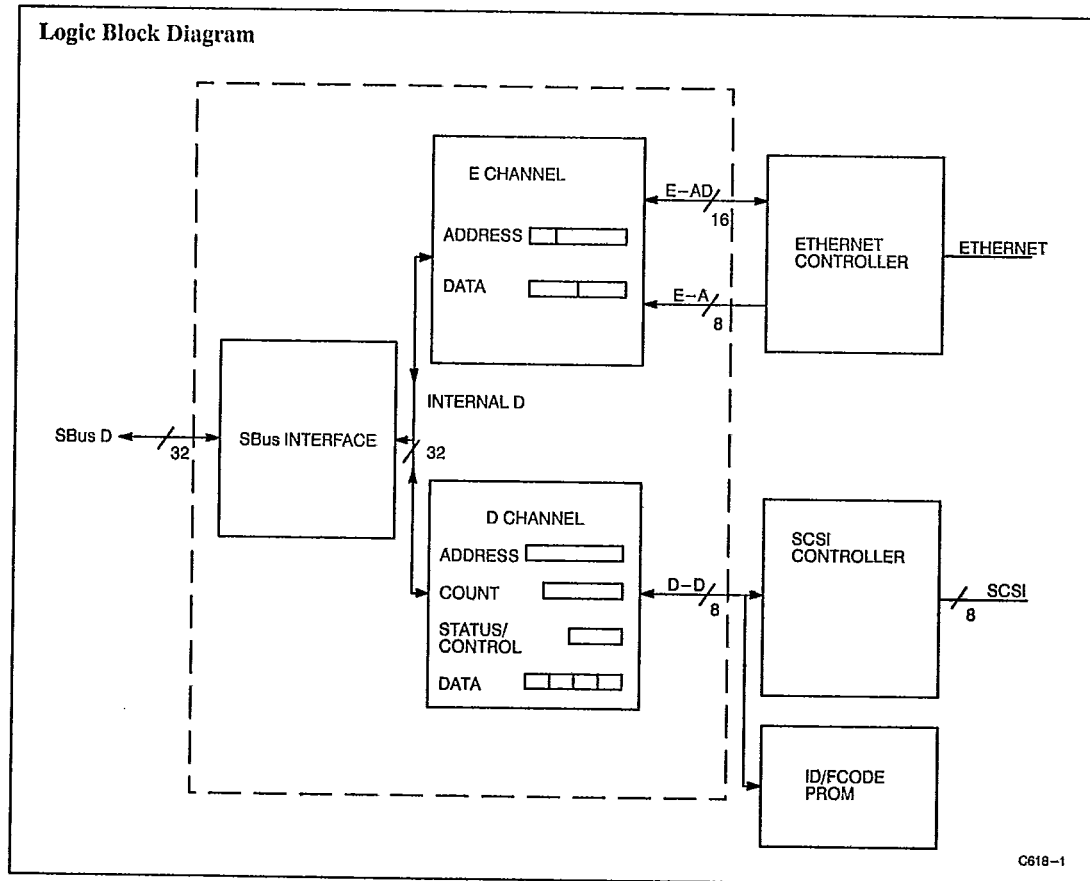 Logic Block Diagram
E CHANNEL
ADDRESS
DATA
E-AD
16
E-A
8
ETHERNET
CONTROLLER
ETHERNET
INTERNAL D
32
SBus D
32
SBus INTERFACE
D CHANNEL
ADDRESS
COUNT
STATUS/
CONTROL
DATA
D-D
8
SCSI
CONTROLLER
SCSI
8
ID/FCODE
PROM
C618-1